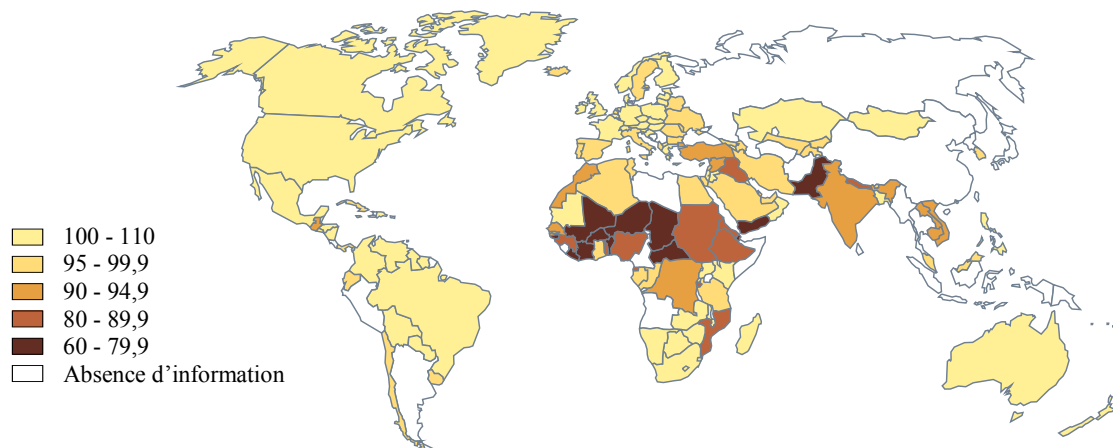 100 - 110
95 - 99,9
90 - 94,9
80 - 89,9
60 - 79,9
Absence d’information